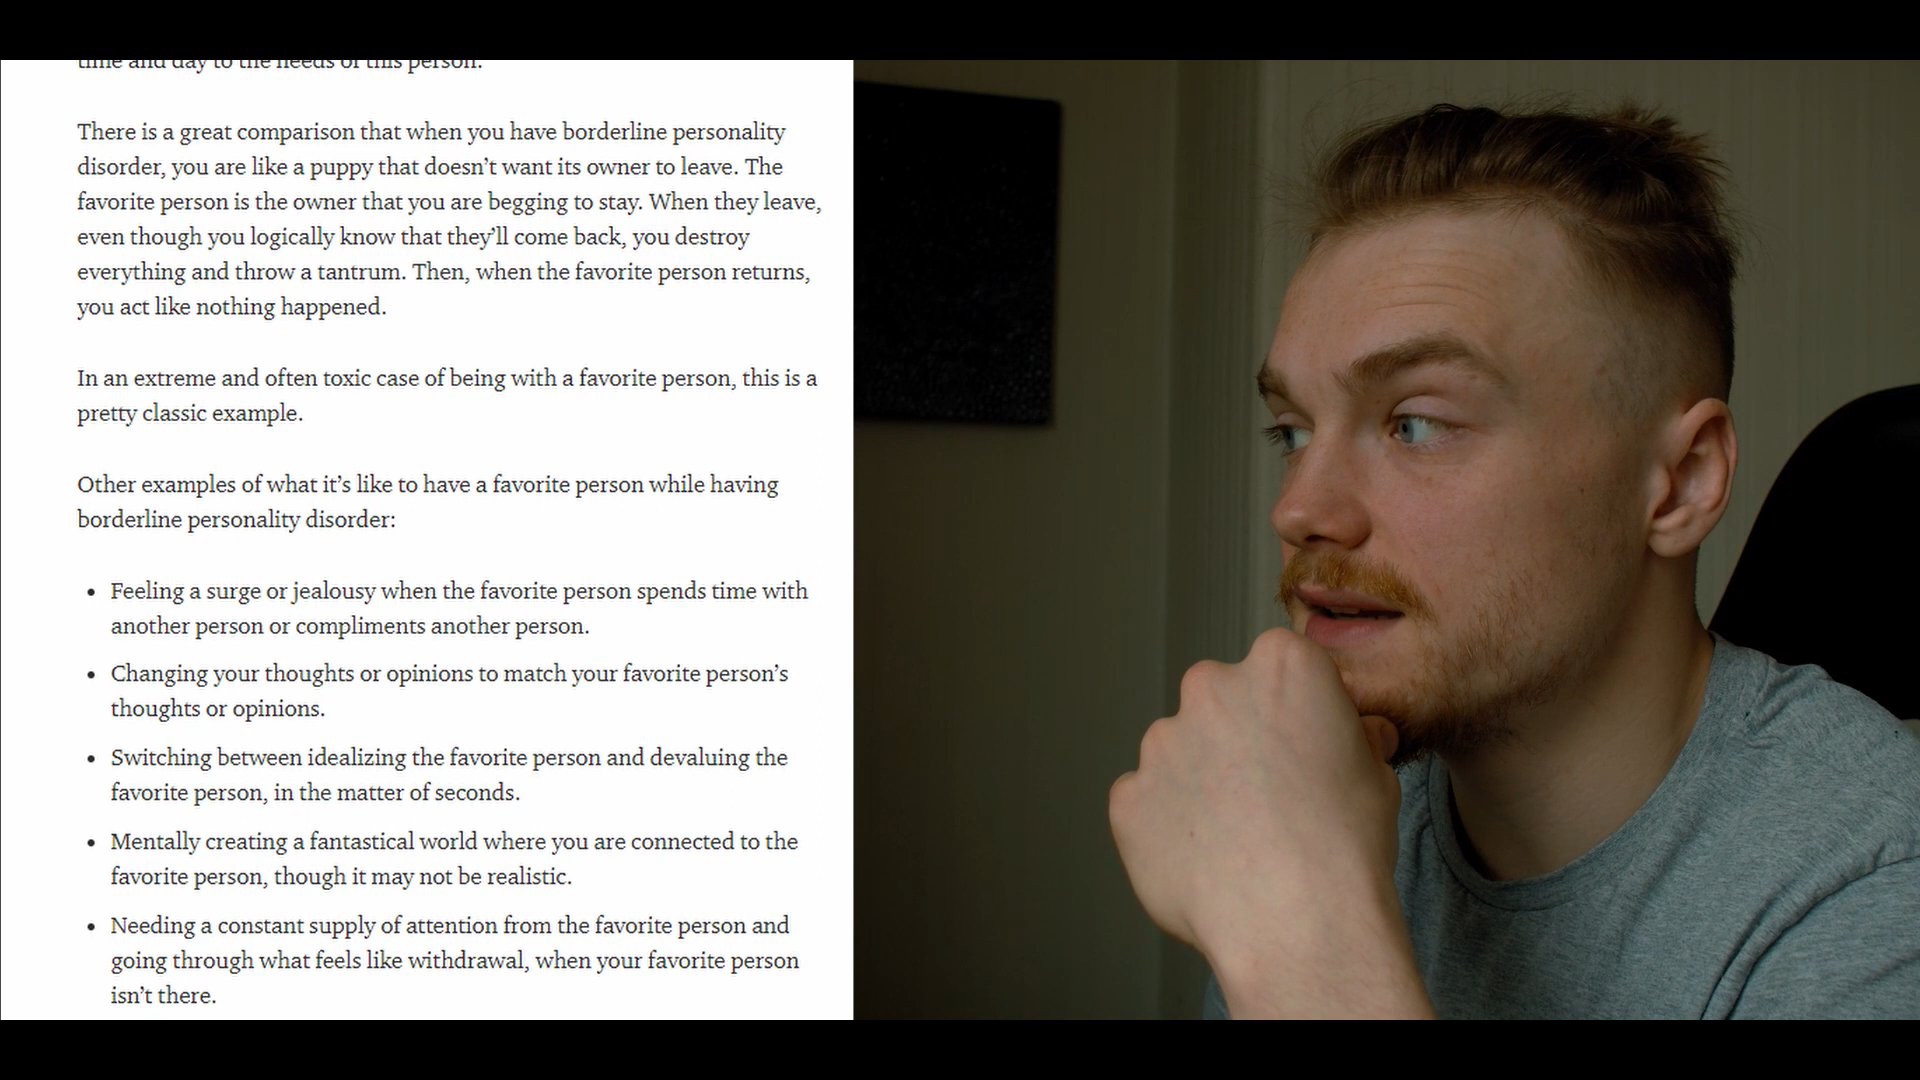 time and day to the needs of this person.
There is a great comparison that when you have borderline personality
disorder, you are like a puppy that doesn't want its owner to leave. The
favorite person is the owner that you are begging to stay. When they leave,
even though you logically know that they'll come back, you destroy
everything and throw a tantrum. Then, when the favorite person returns,
you act like nothing happened.
In an extreme and often toxic case of being with a favorite person, this is a
pretty classic example.
Other examples of what it's like to have a favorite person while having
borderline personality disorder:
• Feeling a surge or jealousy when the favorite person spends time with
another person or compliments another person.
• Changing your thoughts or opinions to match your favorite person's
thoughts or opinions.
• Switching between idealizing the favorite person and devaluing the
favorite person, in the matter of seconds.
• Mentally creating a fantastical world where you are connected to the
favorite person, though it may not be realistic.
• Needing a constant supply of attention from the favorite person and
going through what feels like withdrawal, when your favorite person
isn't there.